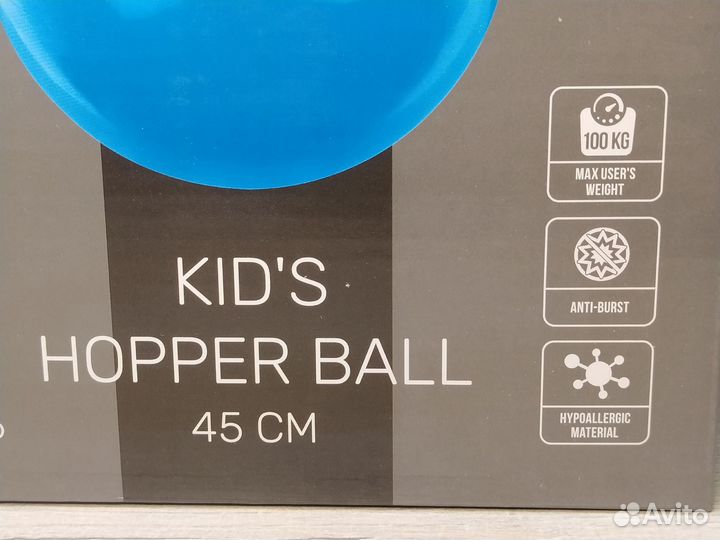 KID'S
HOPPER BALL
45 CM
100 KG
MAX USER'S
WEIGHT
ANTI-BURST
HYPOALLERGIC
MATERIAL
Avito